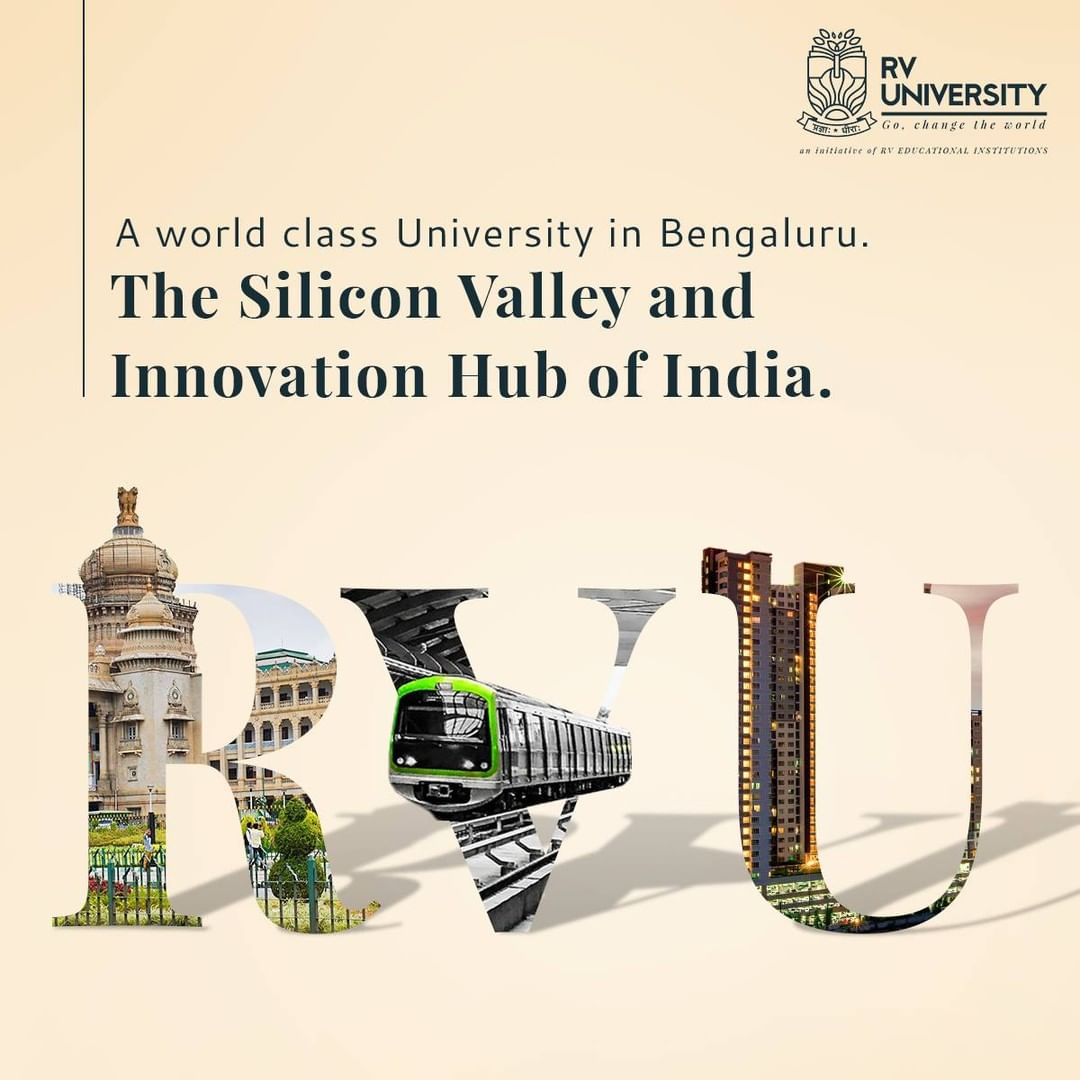 RV
UNIVERSITY
Go, change the world
प्रज्ञाः * धीराः
an initiative of RV EDUCATIONAL INSTITUTIONS
A world class University in Bengaluru.
The Silicon Valley and
Innovation Hub of India.
RVU